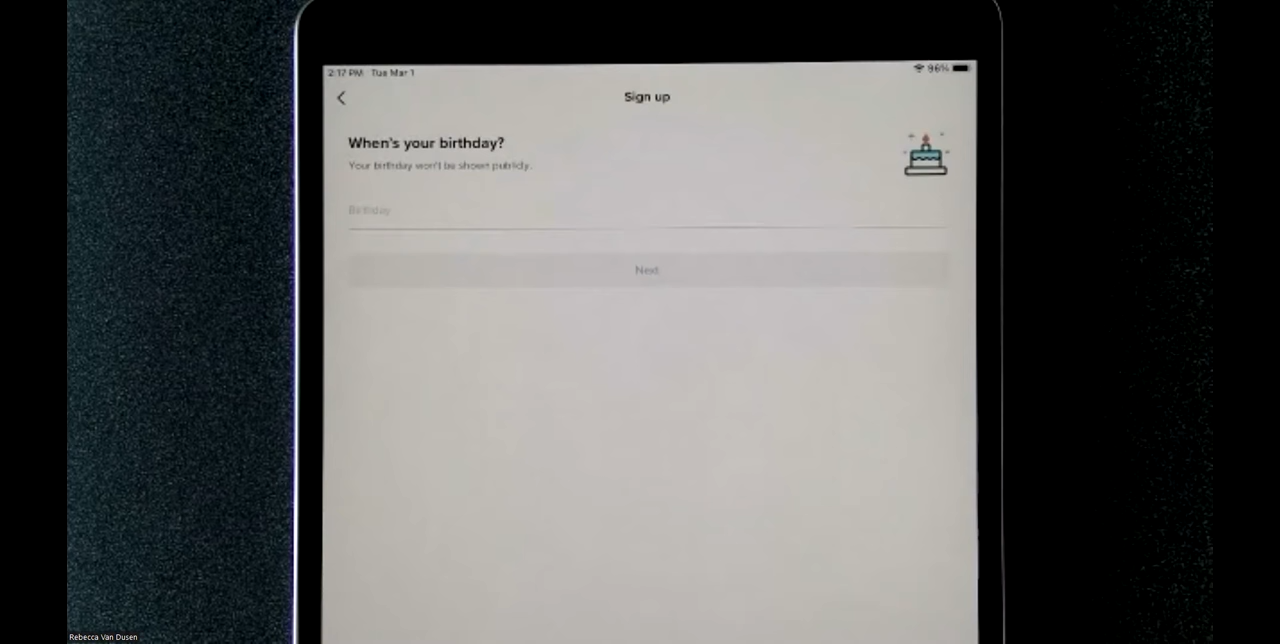 2:17 PM Tue Mar 1
96%
Sign up
When's your birthday?
Your birthday won't be shown publicly.
Birthday
Next
Rebecca Van Dusen